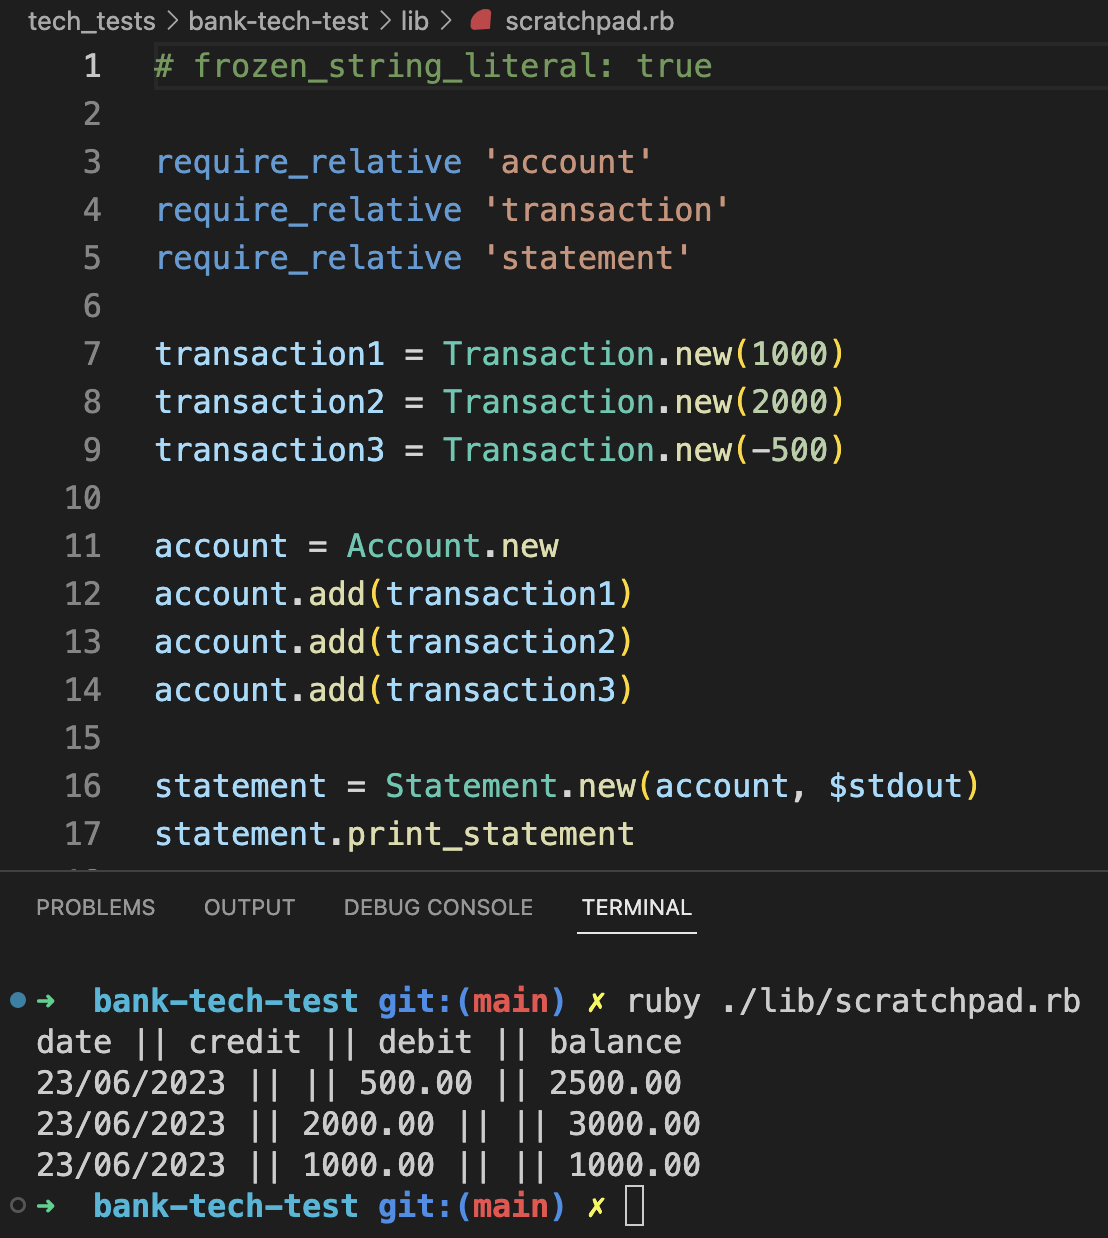 tech_tests > bank-tech-test > lib > scratchpad.rb
1 # frozen_string_literal: true
2
3 require_relative 'account'
4 require_relative 'transaction'
5 require_relative 'statement'
6
7 transaction1 = Transaction.new(1000)
8 transaction2 = Transaction.new(2000)
9 transaction3 = Transaction.new(-500)
10
11 account = Account.new
12 account.add(transaction1)
13 account.add(transaction2)
14 account.add(transaction3)
15
16 statement = Statement.new(account, $stdout)
17 statement.print_statement
PROBLEMS OUTPUT DEBUG CONSOLE TERMINAL
➜ bank-tech-test git:(main) ✗ ruby ./lib/scratchpad.rb
date || credit || debit || balance
23/06/2023 || || 500.00 || 2500.00
23/06/2023 || 2000.00 || || 3000.00
23/06/2023 || 1000.00 || || 1000.00
➜ bank-tech-test git:(main) ✗